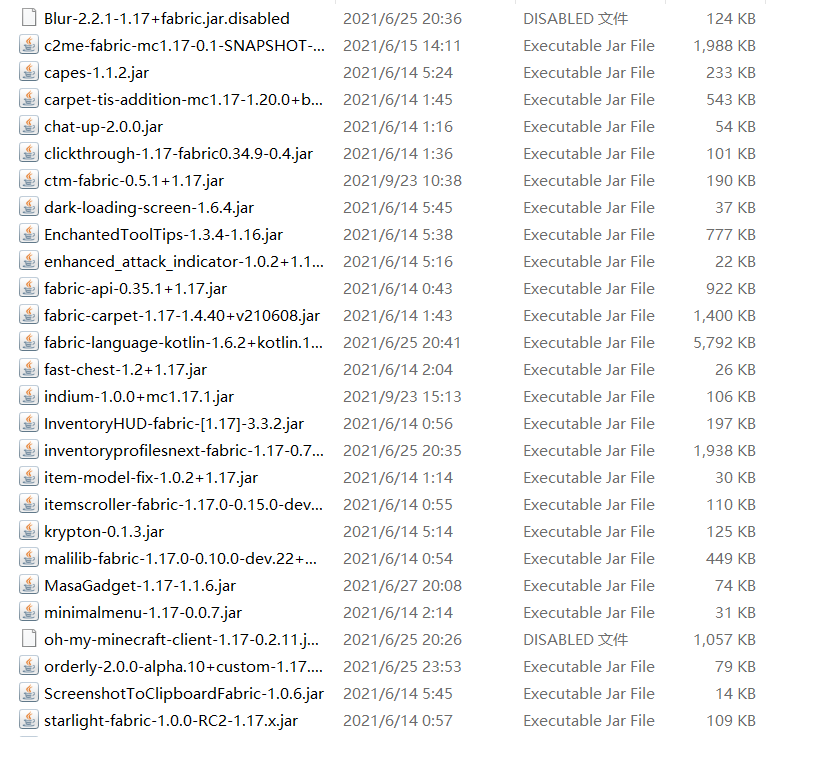 Blur-2.2.1-1.17+fabric.jar.disabled 2021/6/25 20:36 DISABLED 文件 124 KB
c2me-fabric-mc1.17-0.1-SNAPSHOT-... 2021/6/15 14:11 Executable Jar File 1,988 KB
capes-1.1.2.jar 2021/6/14 5:24 Executable Jar File 233 KB
carpet-tis-addition-mc1.17-1.20.0+b... 2021/6/14 1:45 Executable Jar File 543 KB
chat-up-2.0.0.jar 2021/6/14 1:16 Executable Jar File 54 KB
clickthrough-1.17-fabric0.34.9-0.4.jar 2021/6/14 1:36 Executable Jar File 101 KB
ctm-fabric-0.5.1+1.17.jar 2021/9/23 10:38 Executable Jar File 190 KB
dark-loading-screen-1.6.4.jar 2021/6/14 5:45 Executable Jar File 37 KB
EnchantedToolTips-1.3.4-1.16.jar 2021/6/14 5:38 Executable Jar File 777 KB
enhanced_attack_indicator-1.0.2+1.1... 2021/6/14 5:16 Executable Jar File 22 KB
fabric-api-0.35.1+1.17.jar 2021/6/14 0:43 Executable Jar File 922 KB
fabric-carpet-1.17-1.4.40+v210608.jar 2021/6/14 1:43 Executable Jar File 1,400 KB
fabric-language-kotlin-1.6.2+kotlin.1... 2021/6/25 20:41 Executable Jar File 5,792 KB
fast-chest-1.2+1.17.jar 2021/6/14 2:04 Executable Jar File 26 KB
indium-1.0.0+mc1.17.1.jar 2021/9/23 15:13 Executable Jar File 106 KB
InventoryHUD-fabric-[1.17]-3.3.2.jar 2021/6/14 0:56 Executable Jar File 197 KB
inventoryprofilesnext-fabric-1.17-0.7... 2021/6/25 20:35 Executable Jar File 1,938 KB
item-model-fix-1.0.2+1.17.jar 2021/6/14 1:14 Executable Jar File 30 KB
itemscroller-fabric-1.17.0-0.15.0-dev... 2021/6/14 0:55 Executable Jar File 110 KB
krypton-0.1.3.jar 2021/6/14 5:14 Executable Jar File 125 KB
malilib-fabric-1.17.0-0.10.0-dev.22+... 2021/6/14 0:54 Executable Jar File 449 KB
MasaGadget-1.17-1.1.6.jar 2021/6/27 20:08 Executable Jar File 74 KB
minimalmenu-1.17-0.0.7.jar 2021/6/14 2:14 Executable Jar File 31 KB
oh-my-minecraft-client-1.17-0.2.11.j... 2021/6/25 20:26 DISABLED 文件 1,057 KB
orderly-2.0.0-alpha.10+custom-1.17.... 2021/6/25 23:53 Executable Jar File 79 KB
ScreenshotToClipboardFabric-1.0.6.jar 2021/6/14 5:45 Executable Jar File 14 KB
starlight-fabric-1.0.0-RC2-1.17.x.jar 2021/6/14 0:57 Executable Jar File 109 KB